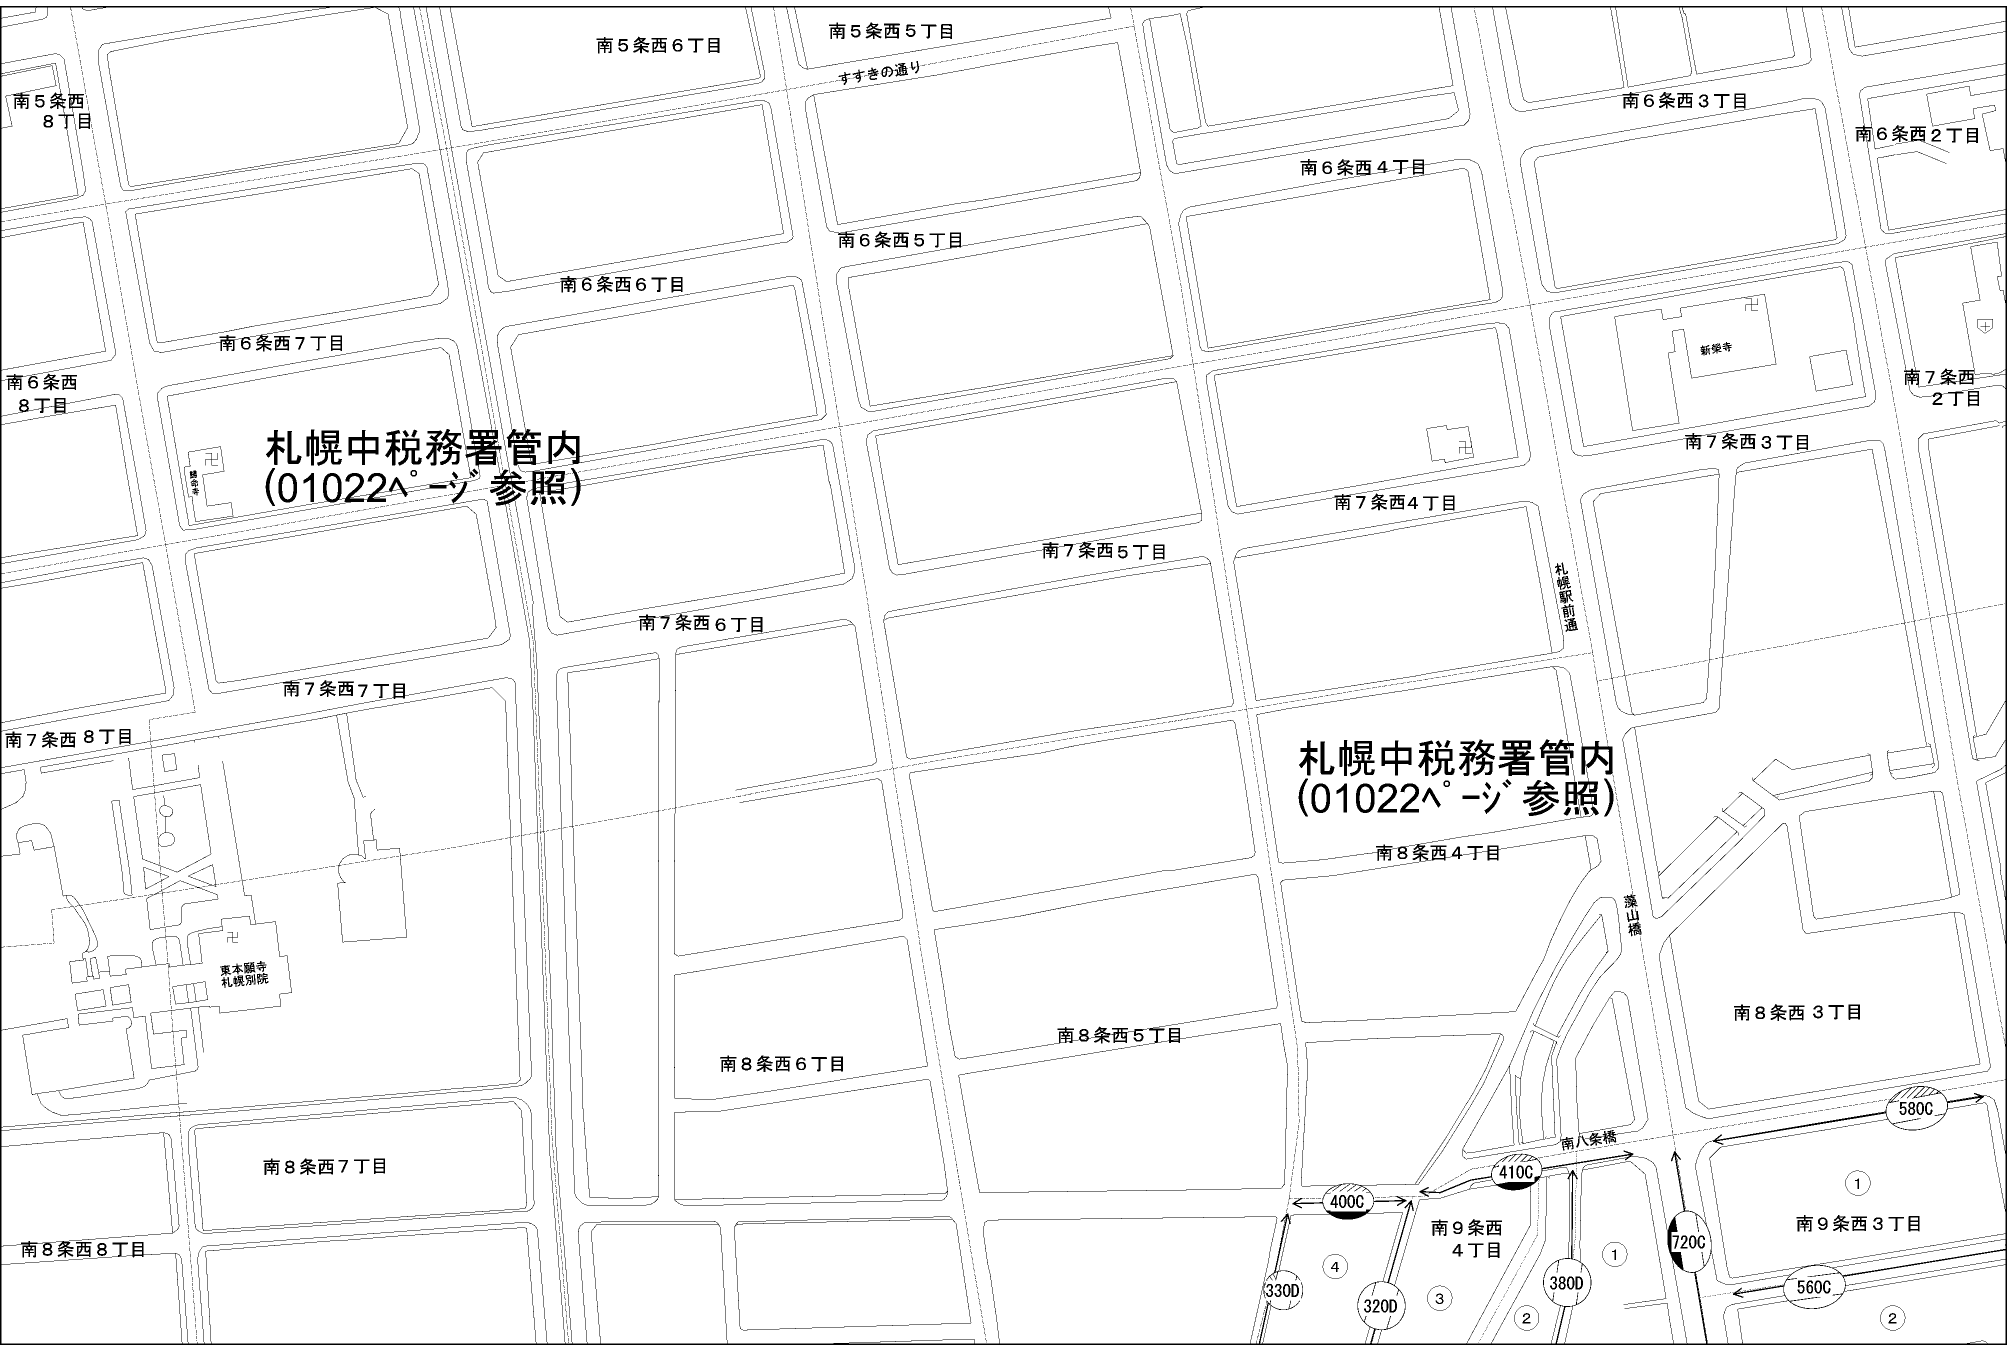 南５条西６丁目
南５条西５丁目
すすきの通り
南５条西
８丁目
南６条西３丁目
南６条西２丁目
南６条西４丁目
南６条西５丁目
南６条西６丁目
南６条西７丁目
新栄寺
南６条西
８丁目
南７条西
２丁目
札幌中税務署管内
(01022ﾍﾟｰｼﾞ参照)
南７条西３丁目
歸命寺
南７条西４丁目
南７条西５丁目
札幌駅前通
南７条西６丁目
南７条西７丁目
南７条西８丁目
札幌中税務署管内
(01022ﾍﾟｰｼﾞ参照)
南８条西４丁目
藻山橋
東本願寺
札幌別院
南８条西３丁目
南８条西５丁目
南８条西６丁目
580C
南八条橋
南８条西７丁目
410C
1
400C
南９条西
４丁目
南９条西３丁目
720C
南８条西８丁目
1
4
330D
320D
3
380D
560C
2
2